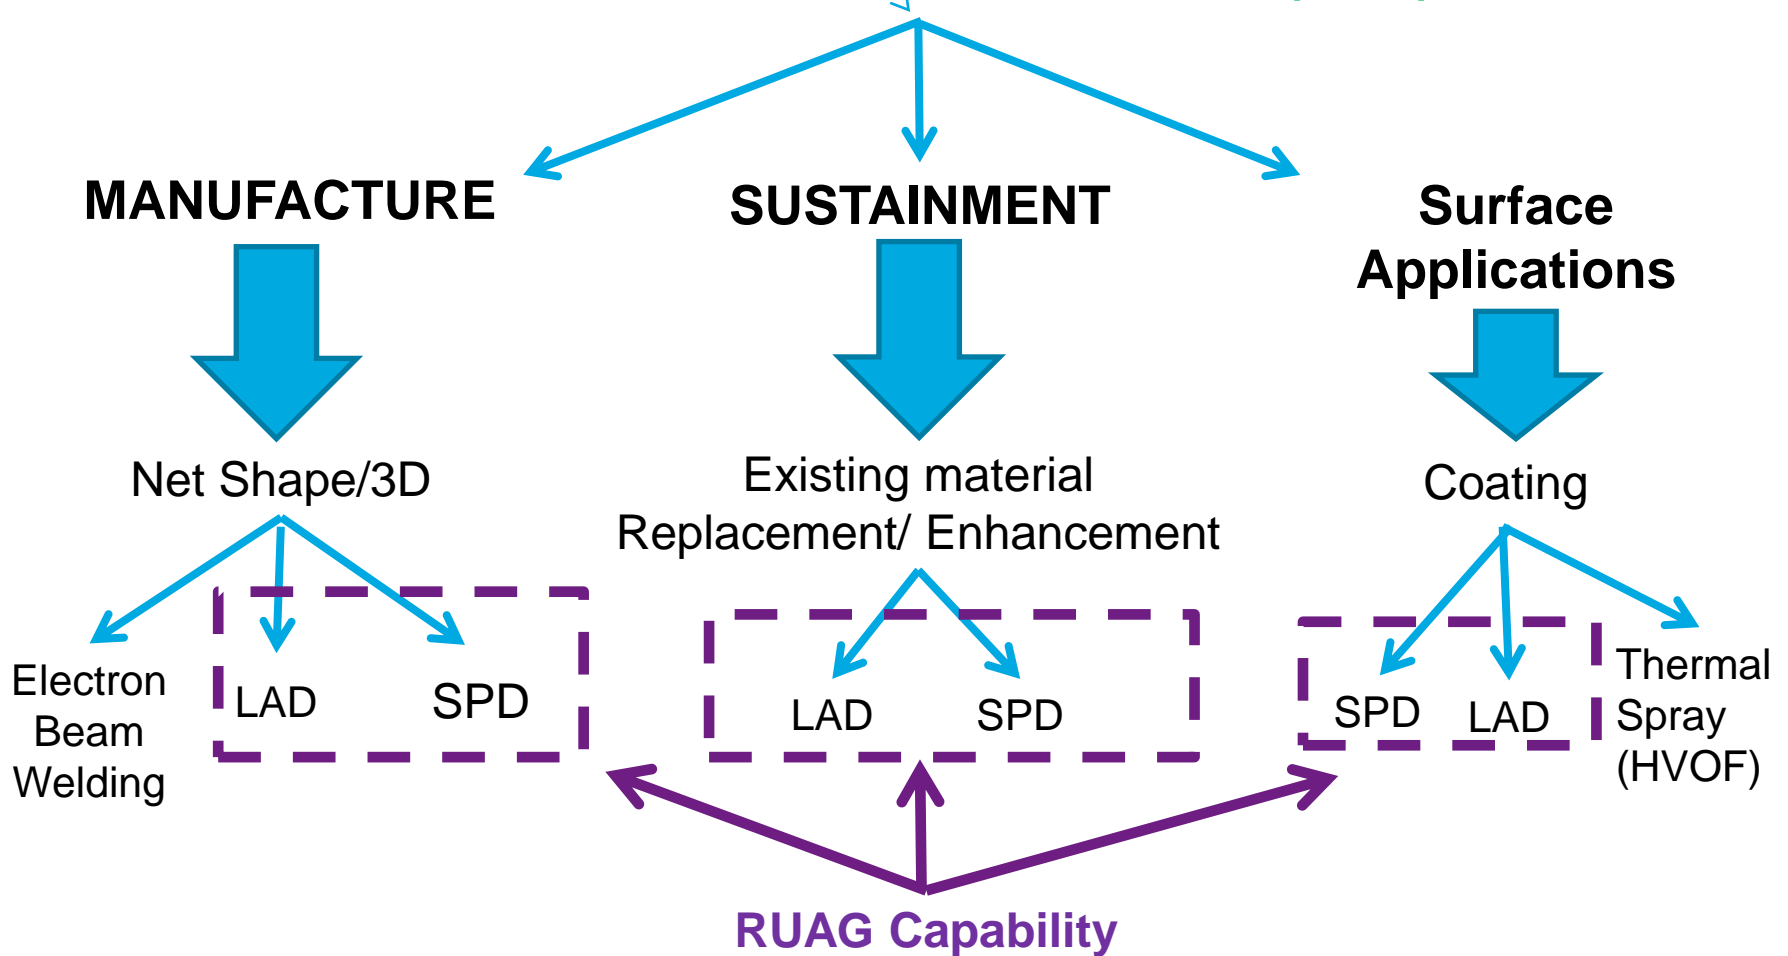 MANUFACTURE
SUSTAINMENT
Surface
Applications
Net Shape/3D
Existing material
Replacement/ Enhancement
Coating
Electron
Beam
Welding
LAD
SPD
LAD
SPD
SPD
LAD
Thermal
Spray
(HVOF)
RUAG Capability